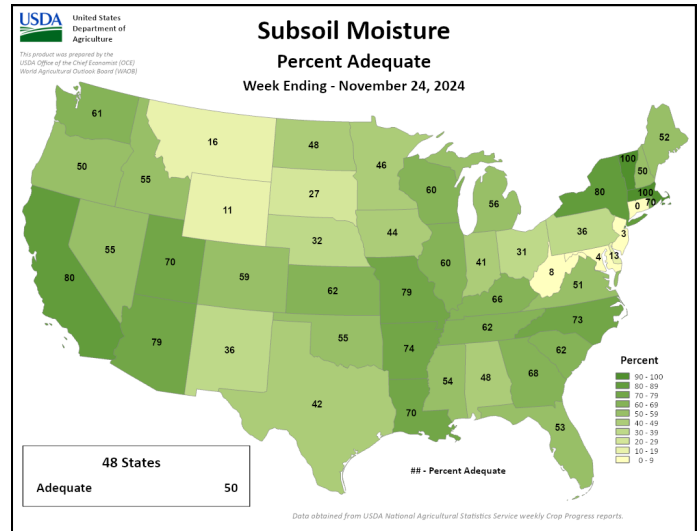 USDA
United States
Department of
Agriculture
This product was prepared by the
USDA Office of the Chief Economist (OCE)
World Agricultural Outlook Board (WAOB)
Subsoil Moisture
Percent Adequate
Week Ending - November 24, 2024
61
16
48
46
52
50
55
11
27
60
56
80
100
50
100
70
0
80
55
70
59
32
44
60
41
31
36
3
4
13
8
51
62
79
66
79
36
55
74
62
73
42
70
54
48
68
62
53
Percent
90 - 100
80 - 89
70 - 79
60 - 69
50 - 59
40 - 49
30 - 39
20 - 29
10 - 19
0 - 9
48 States
Adequate 50
## - Percent Adequate
Data obtained from USDA National Agricultural Statistics Service weekly Crop Progress reports.